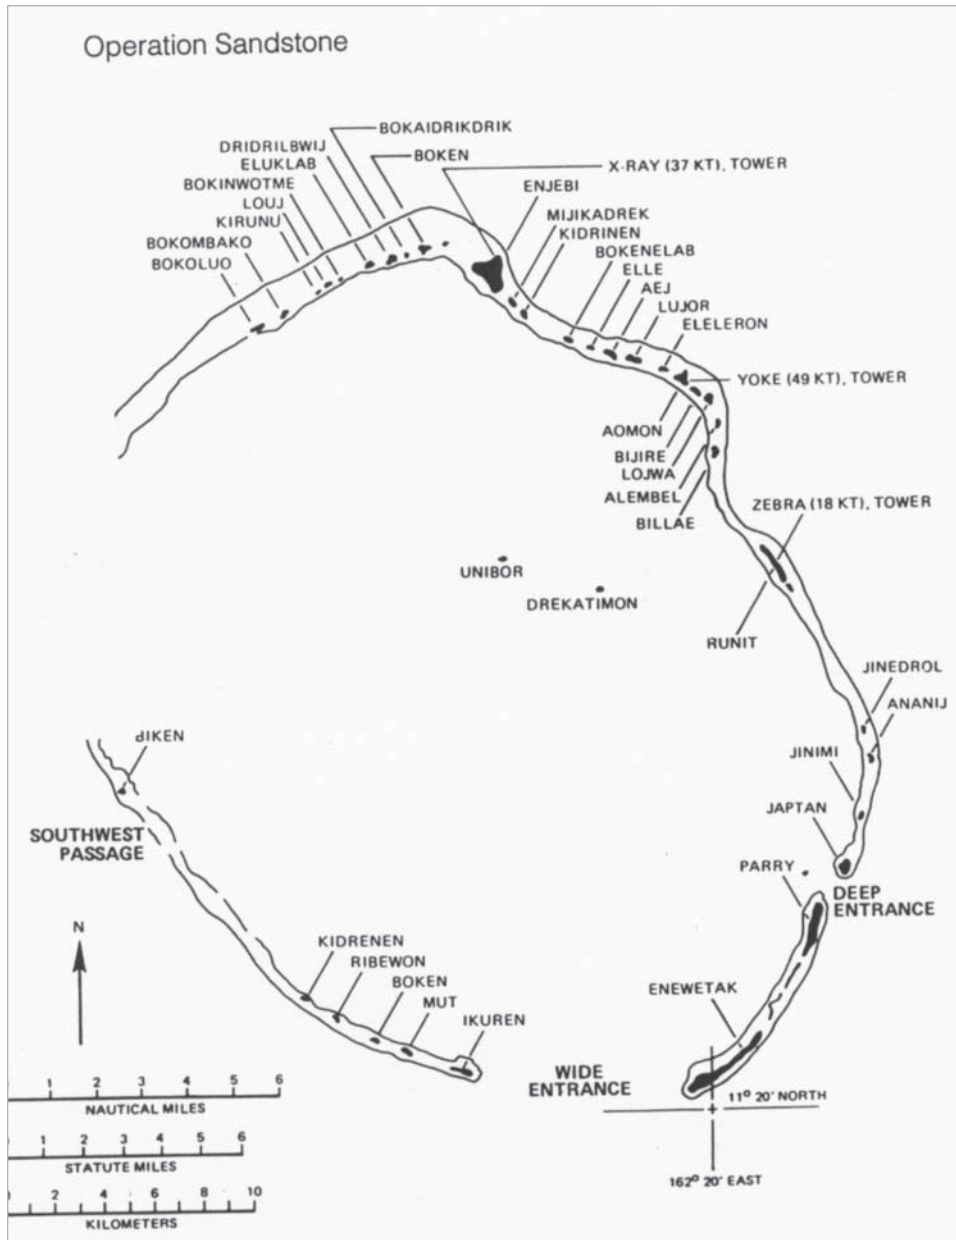 Operation Sandstone
BOKAIDRIKDRIK
DRIDRILBWIJ
BOKEN
ELUKLAB
X-RAY (37 KT), TOWER
BOKINWOTME
ENJEBI
LOUJ
MIJIKADREK
KIRUNU
KIDRINEN
BOKOMBAKO
BOKENELAB
BOKOLUO
ELLE
AEJ
LUJOR
ELELERON
YOKE (49 KT), TOWER
AOMON
BIJIRE
LOJWA
ALEMBEL
ZEBRA (18 KT), TOWER
BILLAE
UNIBOR
DREKATIMON
RUNIT
JINEDROL
ANANIJ
BIKEN
JINIMI
JAPTAN
SOUTHWEST
PASSAGE
PARRY
DEEP
ENTRANCE
N
KIDRENEN
RIBEWON
BOKEN
MUT
ENEWETAK
IKUREN
WIDE
ENTRANCE
1 2 3 4 5 6
NAUTICAL MILES
11° 20' NORTH
1 2 3 4 5 6
STATUTE MILES
162° 20' EAST
2 4 6 8 10
KILOMETERS